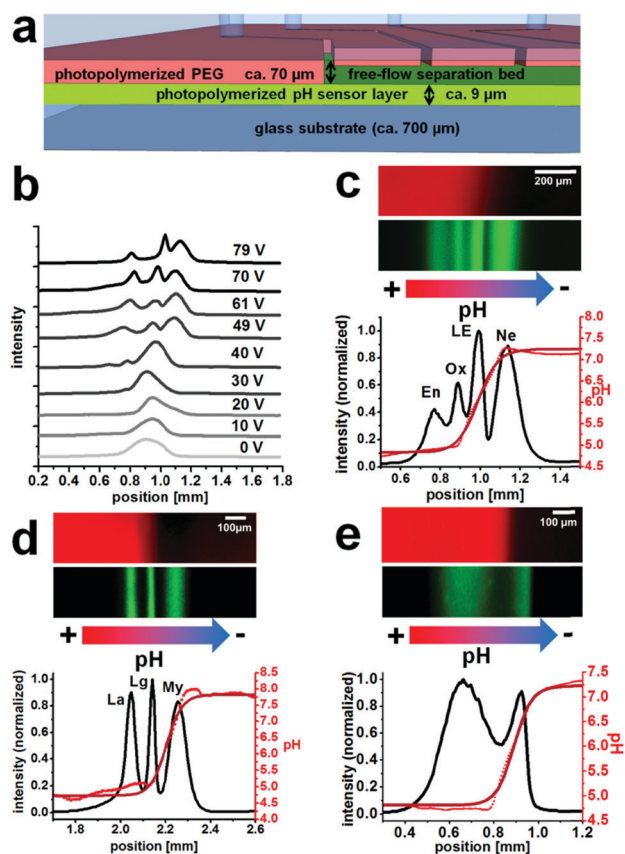 a
photopolymerized PEG ca. 70 µm free-flow separation bed
photopolymerized pH sensor layer ca. 9 µm
glass substrate (ca. 700 µm)
b
intensity
79 V
70 V
61 V
49 V
40 V
30 V
20 V
10 V
0 V
0.0 0.2 0.4 0.6 0.8 1.0 1.2 1.4 1.6 1.8
position [mm]
c
200 µm
+ -
pH
intensity (normalized)
1.0
0.8
0.6
0.4
0.2
0.0
En
Ox
LE
Ne
7.5
7.0
6.5
6.0
5.5
5.0
4.5
pH
0.6 0.8 1.0 1.2 1.4
position [mm]
d
100µm
+ -
pH
intensity (normalized)
1.0
0.8
0.6
0.4
0.2
0.0
La
Lg
My
8.5
8.0
7.5
7.0
6.5
6.0
5.5
5.0
4.5
4.0
pH
2.0 2.2 2.4 2.6
position [mm]
e
100 µm
+ -
pH
intensity (normalized)
1.0
0.8
0.6
0.4
0.2
0.0
7.5
7.0
6.5
6.0
5.5
5.0
4.5
pH
0.4 0.6 0.8 1.0 1.2
position [mm]